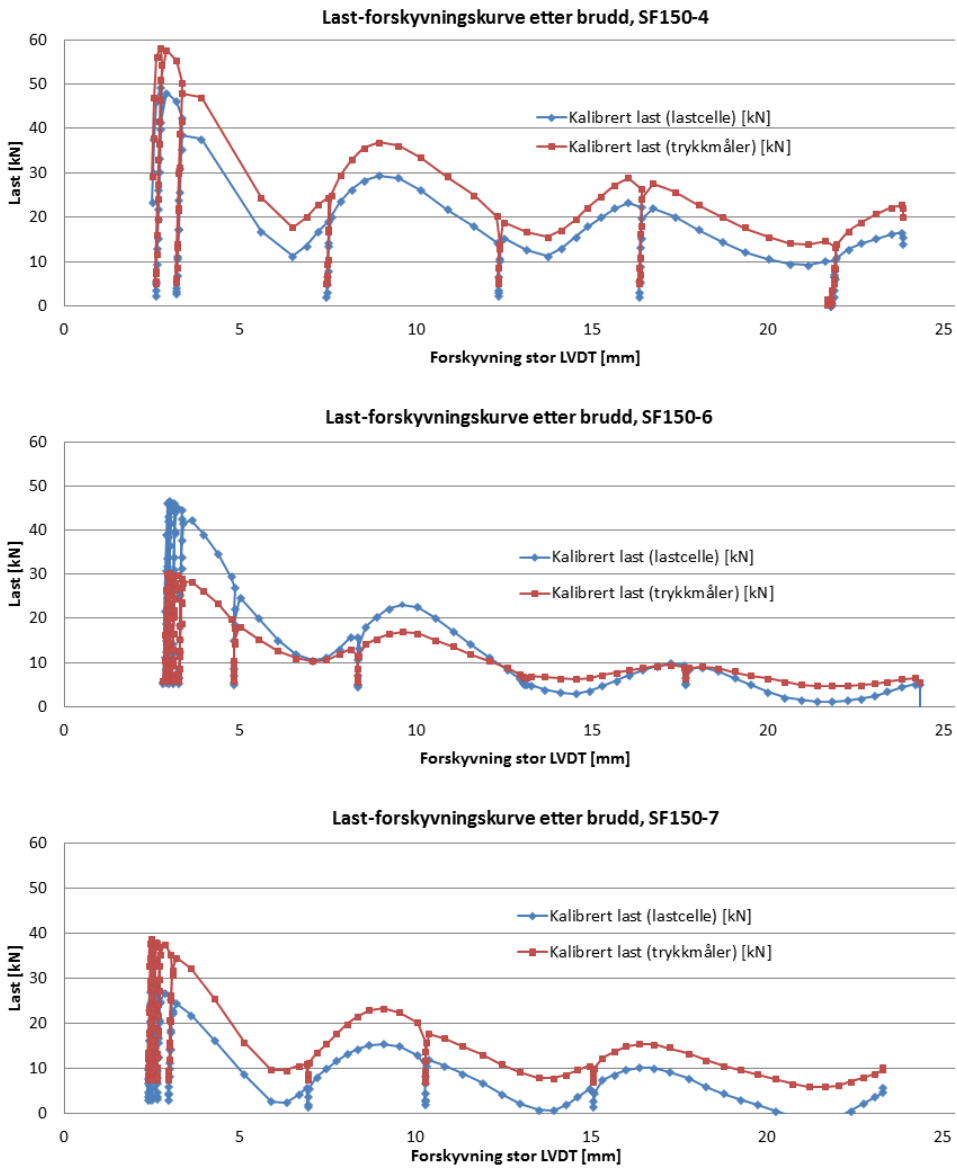 Last-forskyvningskurve etter brudd, SF150-4
60
50
40
30
20
10
0
Last [kN]
Kalibrert last (lastcelle) [kN]
Kalibrert last (trykkmåler) [kN]
0 5 10 15 20 25
Forskyvning stor LVDT [mm]
Last-forskyvningskurve etter brudd, SF150-6
60
50
40
30
20
10
0
Last [kN]
Kalibrert last (lastcelle) [kN]
Kalibrert last (trykkmåler) [kN]
0 5 10 15 20 25
Forskyvning stor LVDT [mm]
Last-forskyvningskurve etter brudd, SF150-7
60
50
40
30
20
10
0
Last [kN]
Kalibrert last (lastcelle) [kN]
Kalibrert last (trykkmåler) [kN]
0 5 10 15 20 25
Forskyvning stor LVDT [mm]